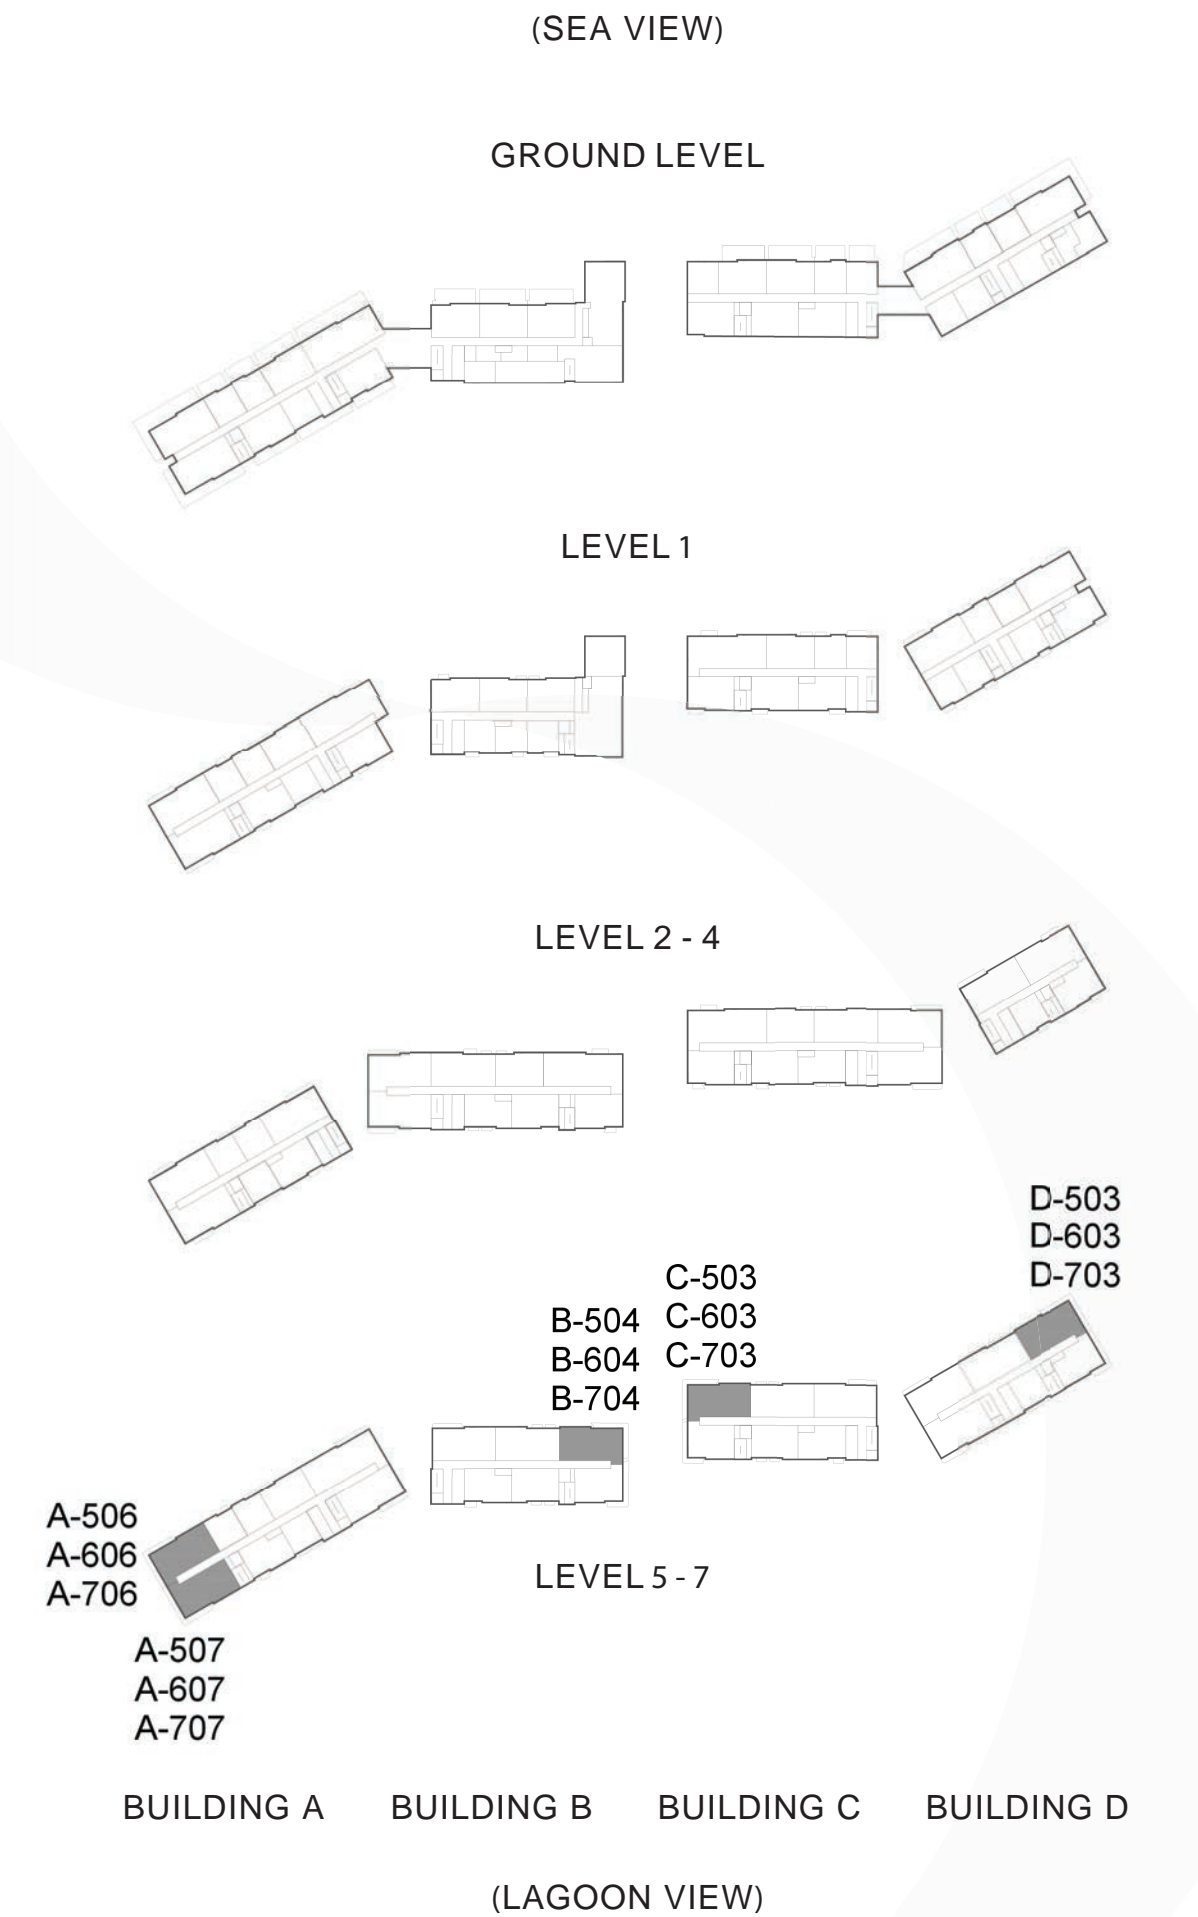 (SEA VIEW)
GROUND LEVEL
LEVEL 1
LEVEL 2 - 4
D-503
D-603
D-703
C-503
C-603
C-703
B-504
B-604
B-704
A-506
A-606
A-706
LEVEL 5 - 7
A-507
A-607
A-707
BUILDING A
BUILDING B
BUILDING C
BUILDING D
(LAGOON VIEW)